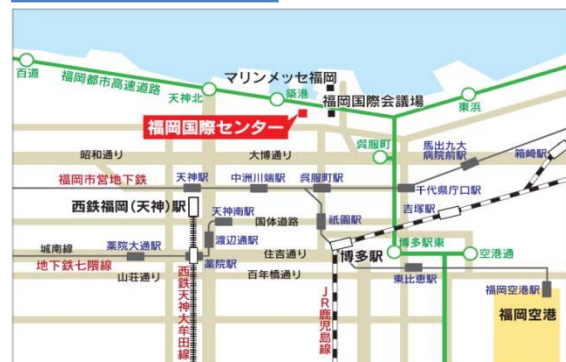 百道
福岡都市高速道路
天神北
マリンメッセ福岡
築港
福岡国際会議場
東浜
福岡国際センター
呉服町
馬出九大
病院前駅
箱崎駅
昭和通り
大博通り
福岡市営地下鉄
天神駅
中洲川端駅
呉服町駅
千代県庁口駅
西鉄福岡(天神)駅
天神南駅
国体道路
祇園駅
吉塚駅
城南線
薬院大通駅
渡辺通駅
住吉通り
博多駅
博多駅東
空港通
地下鉄七隈線
山荘通り
薬院駅
百年橋通り
東比恵駅
福岡空港駅
西鉄天神大牟田線
JR鹿児島線
福岡空港